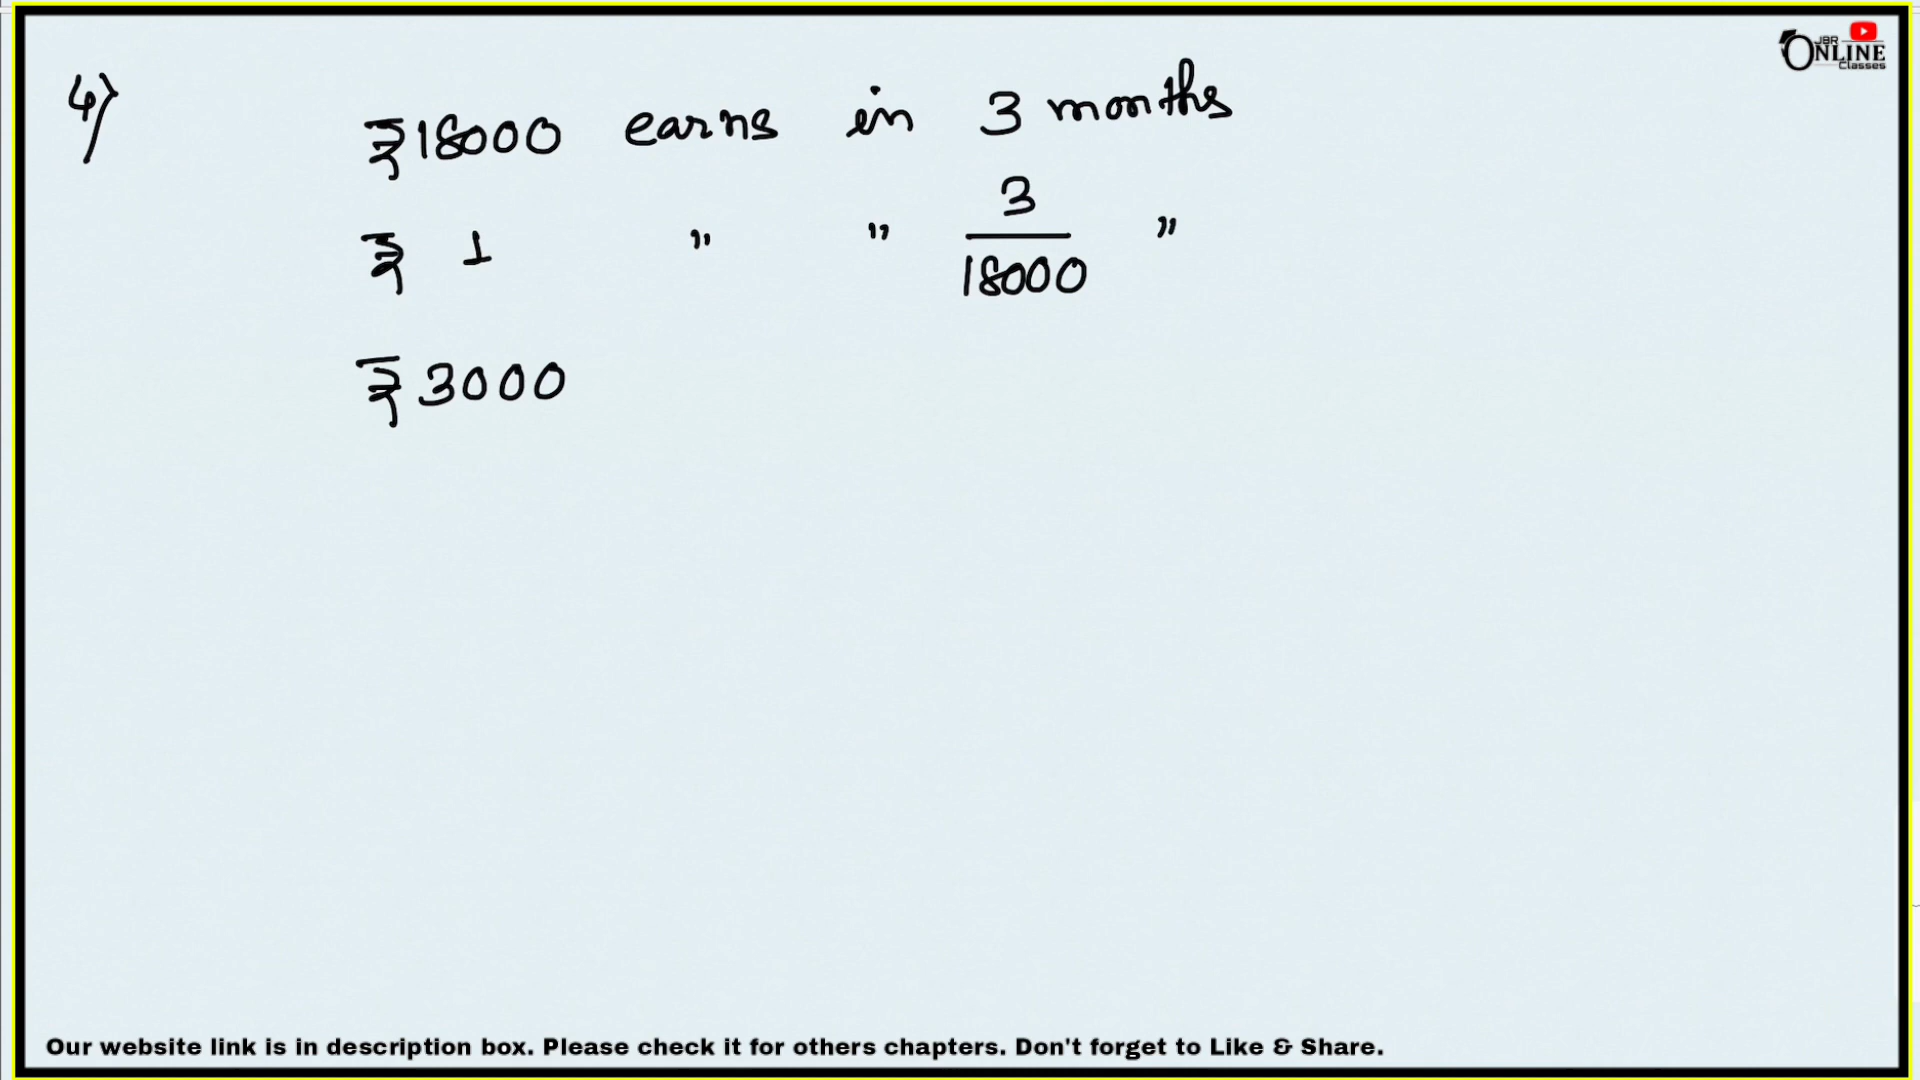 4)
₹18000 earns in 3 months
₹ 1 " " 3/18000 "
₹3000
JBR
ONLINE
Classes
Our website link is in description box. Please check it for others chapters. Don't forget to Like & Share.